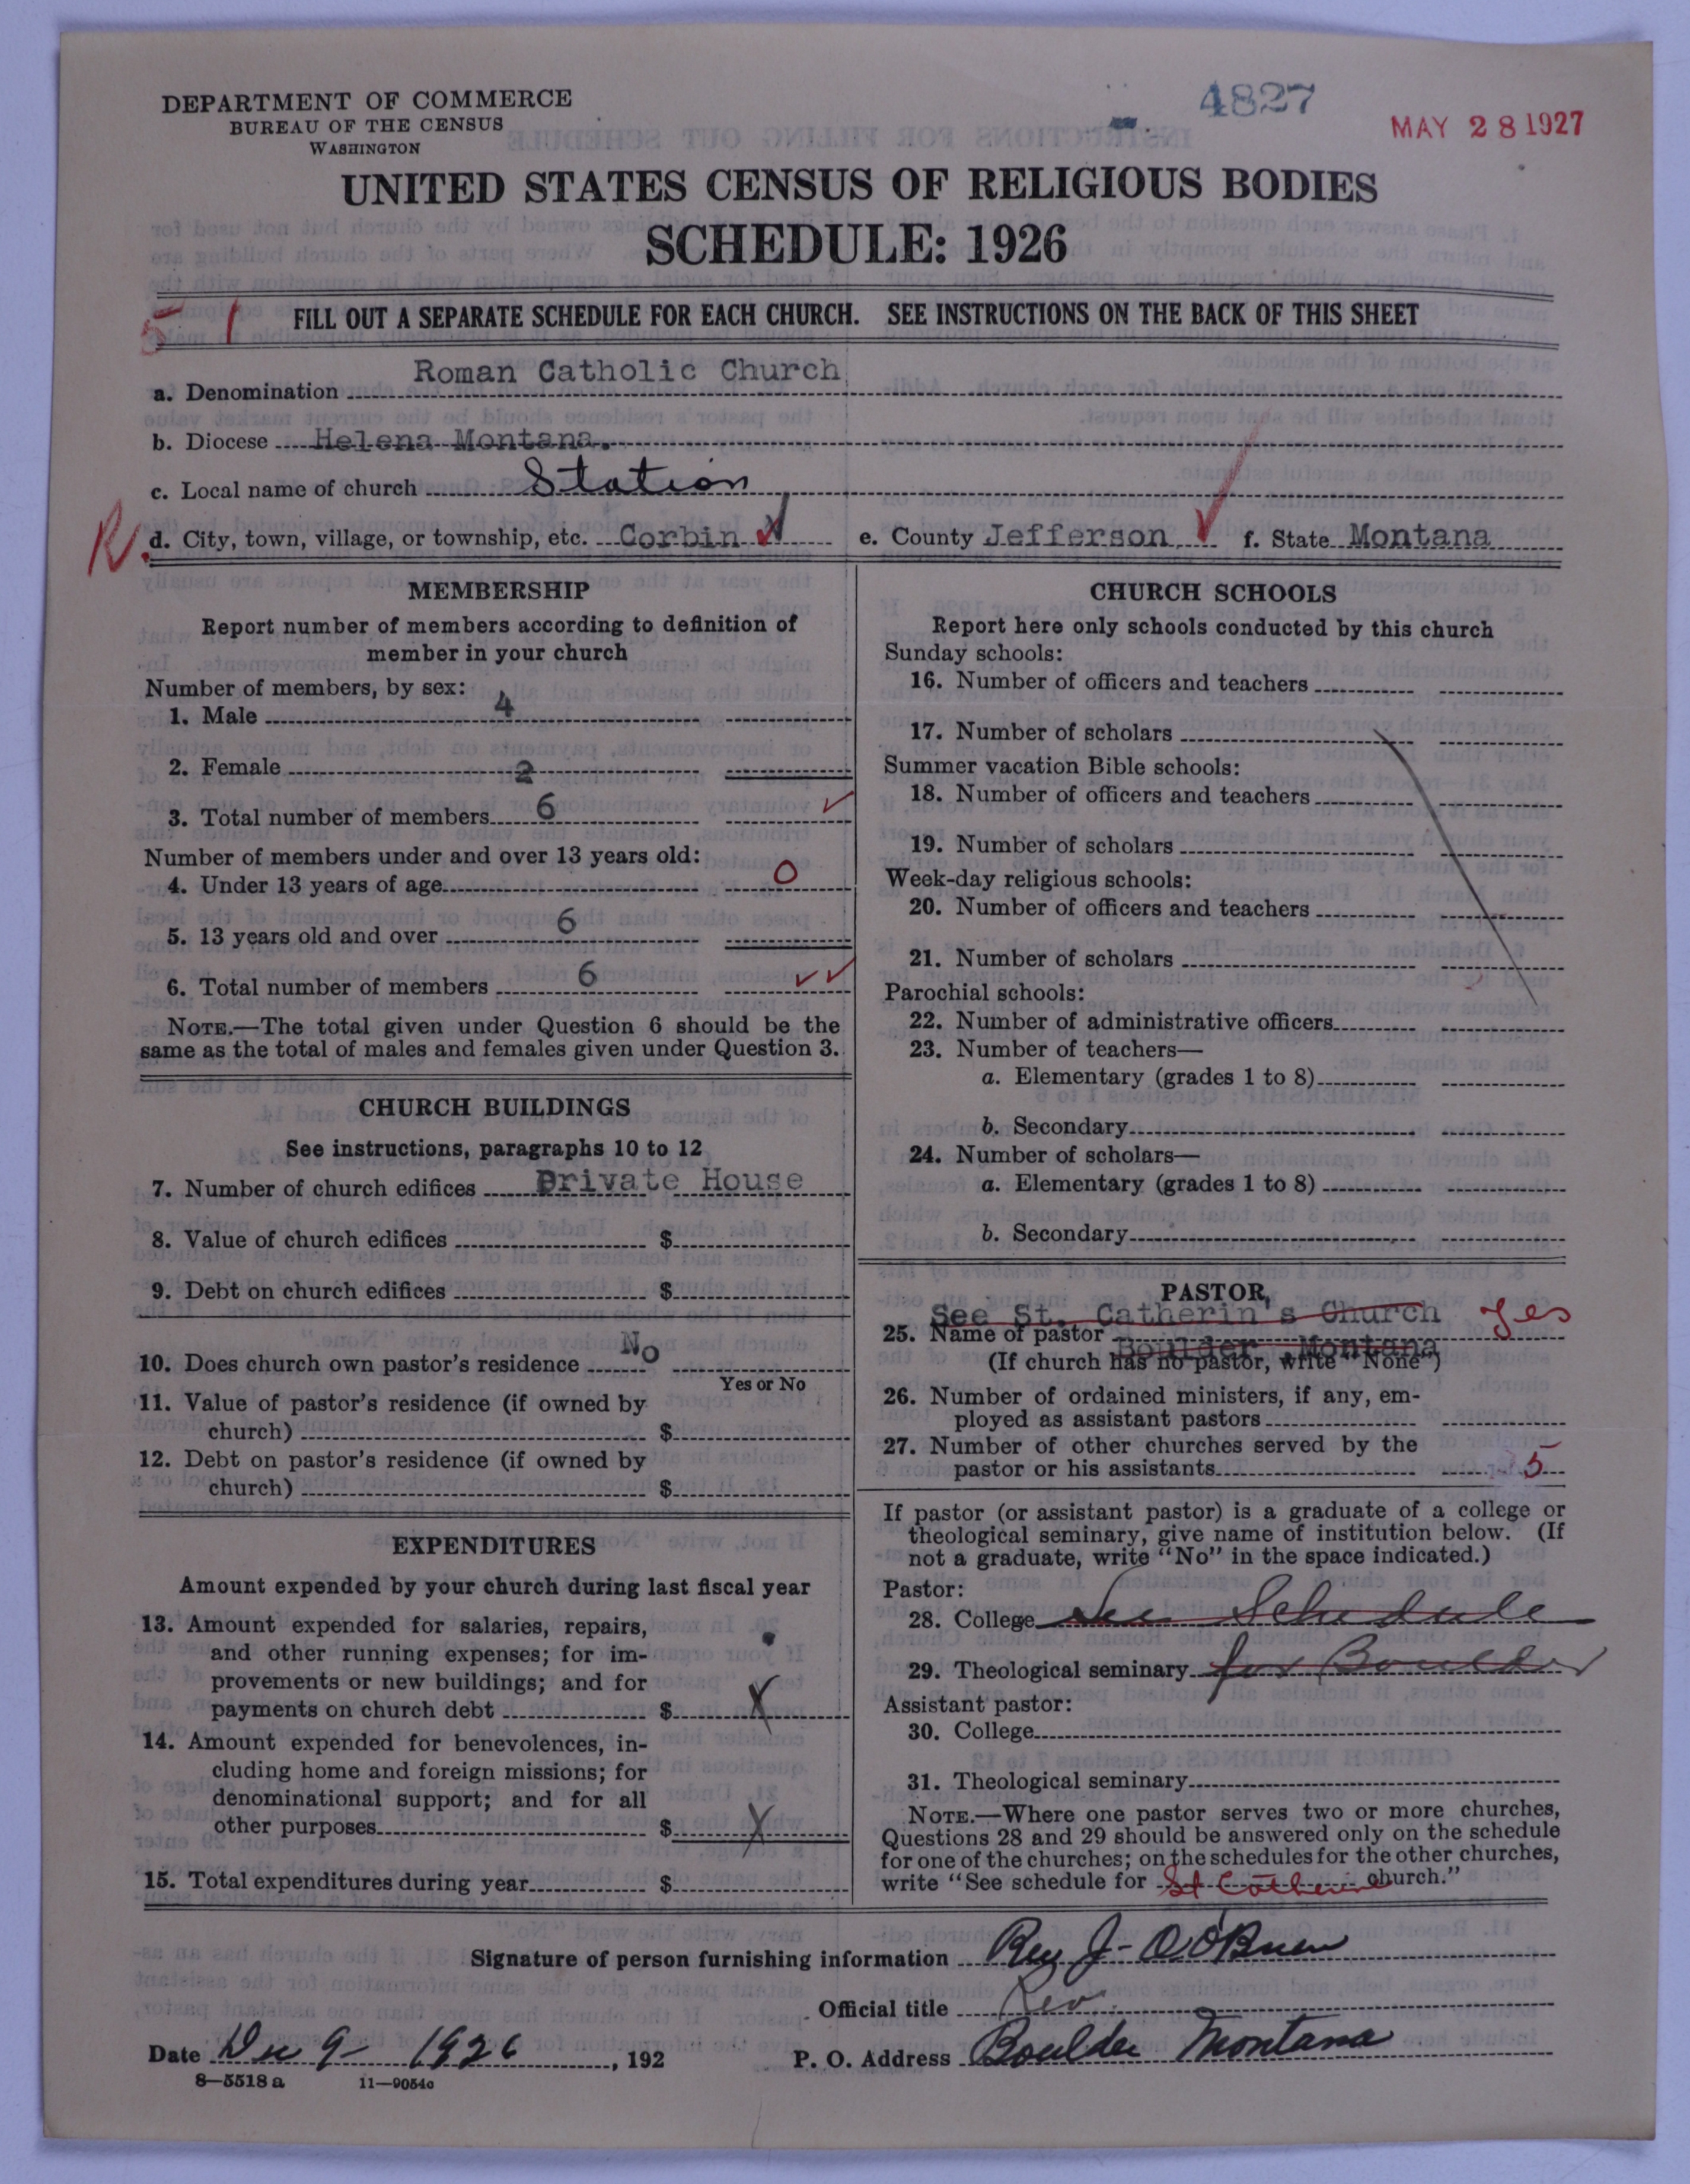 DEPARTMENT OF COMMERCE
BUREAU OF THE CENSUS
WASHINGTON
4827
MAY 28 1927
UNITED STATES CENSUS OF RELIGIOUS BODIES
SCHEDULE: 1926
5 1
FILL OUT A SEPARATE SCHEDULE FOR EACH CHURCH. SEE INSTRUCTIONS ON THE BACK OF THIS SHEET
a. Denomination Roman Catholic Church
b. Diocese Helena Montana.
c. Local name of church Station
R. d. City, town, village, or township, etc. Corbin e. County Jefferson f. State Montana
MEMBERSHIP
Report number of members according to definition of
member in your church
Number of members, by sex:
1. Male 4
2. Female 2
3. Total number of members 6
Number of members under and over 13 years old:
4. Under 13 years of age 0
5. 13 years old and over 6
6. Total number of members 6
NOTE.—The total given under Question 6 should be the
same as the total of males and females given under Question 3.
CHURCH BUILDINGS
See instructions, paragraphs 10 to 12
7. Number of church edifices Private House
8. Value of church edifices $
9. Debt on church edifices $
10. Does church own pastor's residence No
Yes or No
11. Value of pastor's residence (if owned by
church) $
12. Debt on pastor's residence (if owned by
church) $
EXPENDITURES
Amount expended by your church during last fiscal year
13. Amount expended for salaries, repairs,
and other running expenses; for im-
provements or new buildings; and for
payments on church debt $ X
14. Amount expended for benevolences, in-
cluding home and foreign missions; for
denominational support; and for all
other purposes $ X
15. Total expenditures during year $
CHURCH SCHOOLS
Report here only schools conducted by this church
Sunday schools:
16. Number of officers and teachers
17. Number of scholars
Summer vacation Bible schools:
18. Number of officers and teachers
19. Number of scholars
Week-day religious schools:
20. Number of officers and teachers
21. Number of scholars
Parochial schools:
22. Number of administrative officers
23. Number of teachers—
a. Elementary (grades 1 to 8)
b. Secondary
24. Number of scholars—
a. Elementary (grades 1 to 8)
b. Secondary
PASTOR
See St. Catherin's Church yes
25. Name of pastor Boulder Montana
(If church has no pastor, write "None")
26. Number of ordained ministers, if any, em-
ployed as assistant pastors
27. Number of other churches served by the
pastor or his assistants 5
If pastor (or assistant pastor) is a graduate of a college or
theological seminary, give name of institution below. (If
not a graduate, write "No" in the space indicated.)
Pastor:
28. College See Schedule
29. Theological seminary for Boulder
Assistant pastor:
30. College
31. Theological seminary
NOTE.—Where one pastor serves two or more churches,
Questions 28 and 29 should be answered only on the schedule
for one of the churches; on the schedules for the other churches,
write "See schedule for St Catherine church."
Signature of person furnishing information Rev J- O O'Brien
Official title Rev.
Date Dec 9- 1926, 192 P. O. Address Boulder Montana
8—5518 a 11—9054c